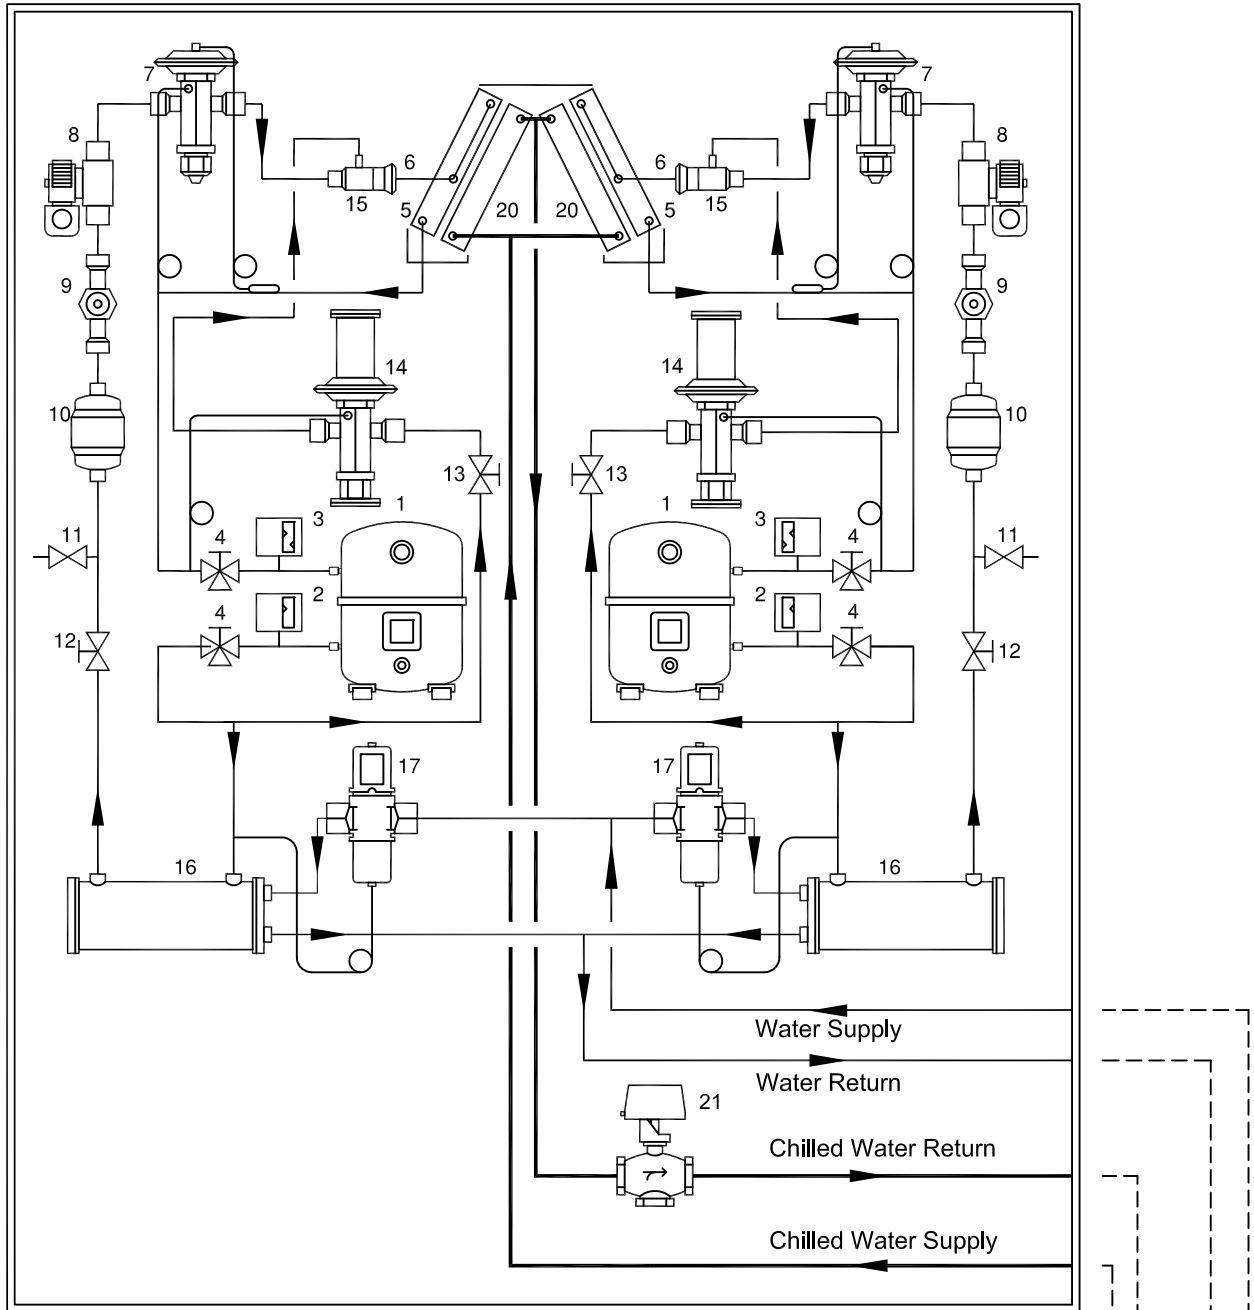 7 7
8 6 6 8
15 15
5 20 20 5
9 9
14 14
10 10
13 13
3 1 1 3
11 4 4 11
2 2
12 4 4 12
17 17
16 16
Water Supply
Water Return
21
Chilled Water Return
Chilled Water Supply